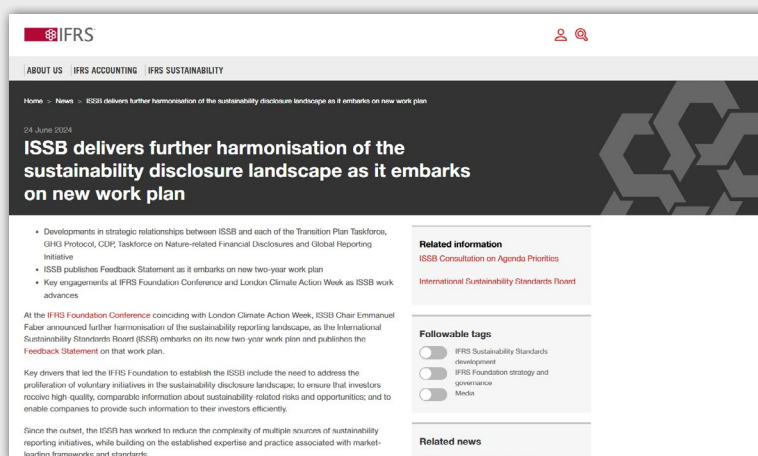 IFRS
ABOUT US IFRS ACCOUNTING IFRS SUSTAINABILITY
Home > News > ISSB delivers further harmonisation of the sustainability disclosure landscape as it embarks on new work plan
24 June 2024
ISSB delivers further harmonisation of the
sustainability disclosure landscape as it embarks
on new work plan
• Developments in strategic relationships between ISSB and each of the Transition Plan Taskforce,
GHG Protocol, CDP, Taskforce on Nature-related Financial Disclosures and Global Reporting
Initiative
• ISSB publishes Feedback Statement as it embarks on new two-year work plan
• Key engagements at IFRS Foundation Conference and London Climate Action Week as ISSB work
advances
At the IFRS Foundation Conference coinciding with London Climate Action Week, ISSB Chair Emmanuel
Faber announced further harmonisation of the sustainability reporting landscape, as the International
Sustainability Standards Board (ISSB) embarks on its new two-year work plan and publishes the
Feedback Statement on that work plan.
Key drivers that led the IFRS Foundation to establish the ISSB include the need to address the
proliferation of voluntary initiatives in the sustainability disclosure landscape; to ensure that investors
receive high-quality, comparable information about sustainability-related risks and opportunities; and to
enable companies to provide such information to their investors efficiently.
Since the outset, the ISSB has worked to reduce the complexity of multiple sources of sustainability
reporting initiatives, while building on the established expertise and practice associated with market-
leading frameworks and standards.
Related information
ISSB Consultation on Agenda Priorities
International Sustainability Standards Board
Followable tags
IFRS Sustainability Standards
development
IFRS Foundation strategy and
governance
Media
Related news